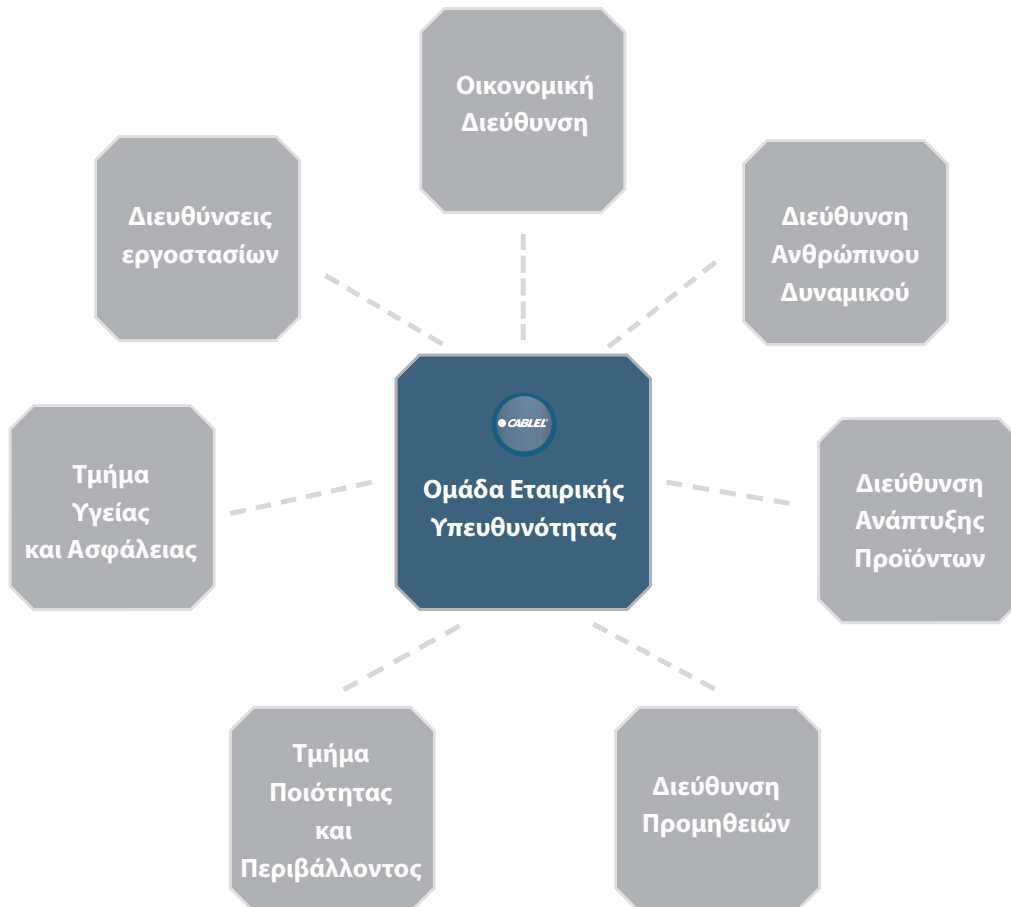 Οικονομική
Διεύθυνση
Διευθύνσεις
εργοστασίων
Διεύθυνση
Ανθρώπινου
Δυναμικού
CABLEL
Ομάδα Εταιρικής
Υπευθυνότητας
Τμήμα
Υγείας
και Ασφάλειας
Διεύθυνση
Ανάπτυξης
Προϊόντων
Τμήμα
Ποιότητας
και
Περιβάλλοντος
Διεύθυνση
Προμηθειών